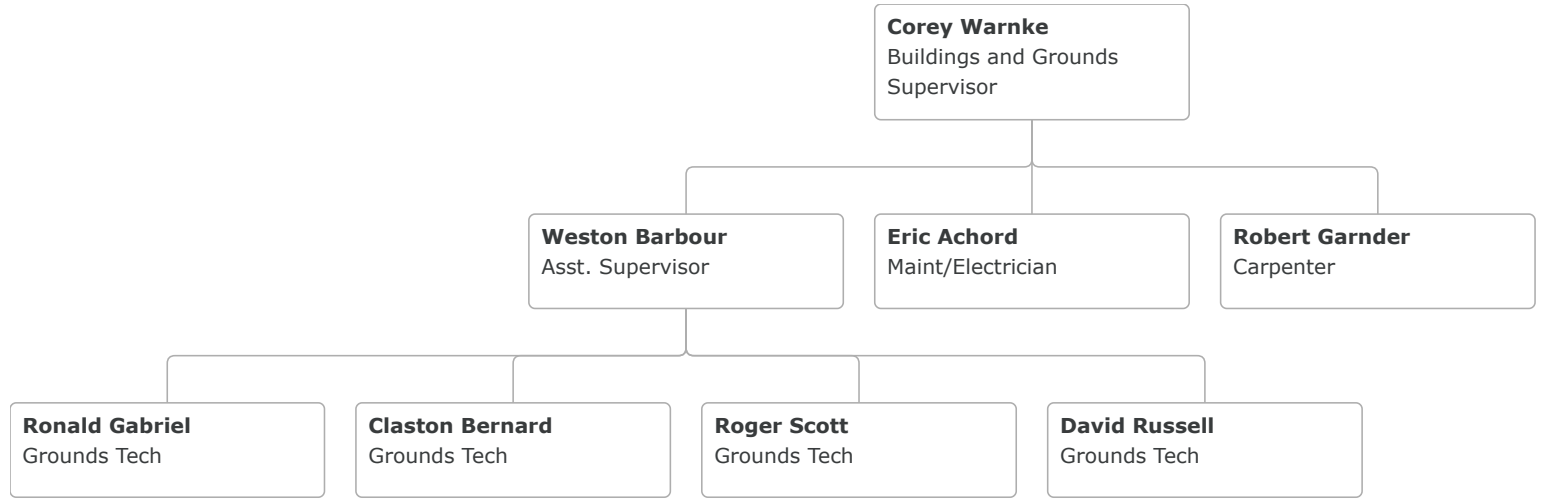 Corey Warnke
Buildings and Grounds
Supervisor
Weston Barbour
Asst. Supervisor
Eric Achord
Maint/Electrician
Robert Garnder
Carpenter
Ronald Gabriel
Grounds Tech
Claston Bernard
Grounds Tech
Roger Scott
Grounds Tech
David Russell
Grounds Tech